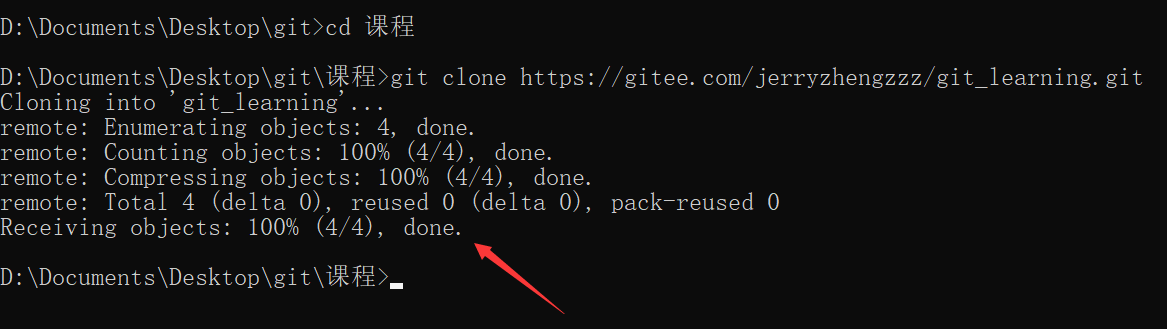 D:\Documents\Desktop\git>cd 课程
D:\Documents\Desktop\git\课程>git clone https://gitee.com/jerryzhengzzz/git_learning.git
Cloning into 'git_learning'...
remote: Enumerating objects: 4, done.
remote: Counting objects: 100% (4/4), done.
remote: Compressing objects: 100% (4/4), done.
remote: Total 4 (delta 0), reused 0 (delta 0), pack-reused 0
Receiving objects: 100% (4/4), done.
D:\Documents\Desktop\git\课程>